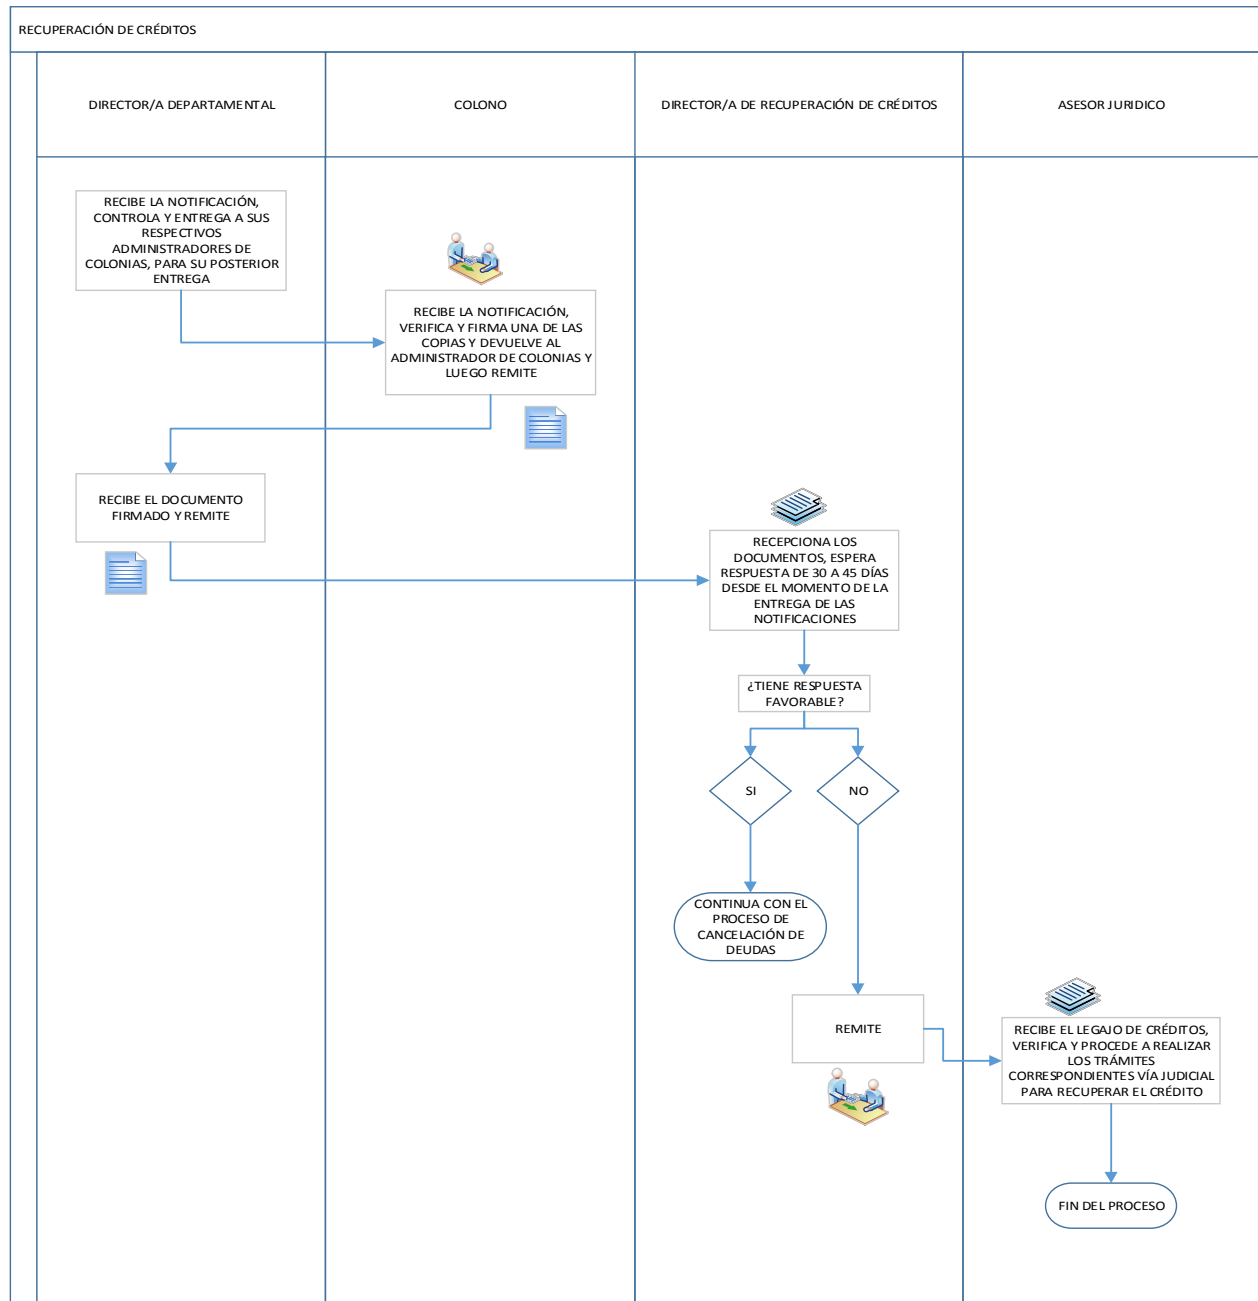 RECUPERACIÓN DE CRÉDITOS
DIRECTOR/A DEPARTAMENTAL
COLONO
DIRECTOR/A DE RECUPERACIÓN DE CRÉDITOS
ASESOR JURIDICO
RECIBE LA NOTIFICACIÓN,
CONTROLA Y ENTREGA A SUS
RESPECTIVOS
ADMINISTRADORES DE
COLONIAS, PARA SU POSTERIOR
ENTREGA
RECIBE LA NOTIFICACIÓN,
VERIFICA Y FIRMA UNA DE LAS
COPIAS Y DEVUELVE AL
ADMINISTRADOR DE COLONIAS Y
LUEGO REMITE
RECIBE EL DOCUMENTO
FIRMADO Y REMITE
RECEPCIONA LOS
DOCUMENTOS, ESPERA
RESPUESTA DE 30 A 45 DÍAS
DESDE EL MOMENTO DE LA
ENTREGA DE LAS
NOTIFICACIONES
¿TIENE RESPUESTA
FAVORABLE?
SI
NO
CONTINUA CON EL
PROCESO DE
CANCELACIÓN DE
DEUDAS
REMITE
RECIBE EL LEGAJO DE CRÉDITOS,
VERIFICA Y PROCEDE A REALIZAR
LOS TRÁMITES
CORRESPONDIENTES VÍA JUDICIAL
PARA RECUPERAR EL CRÉDITO
FIN DEL PROCESO